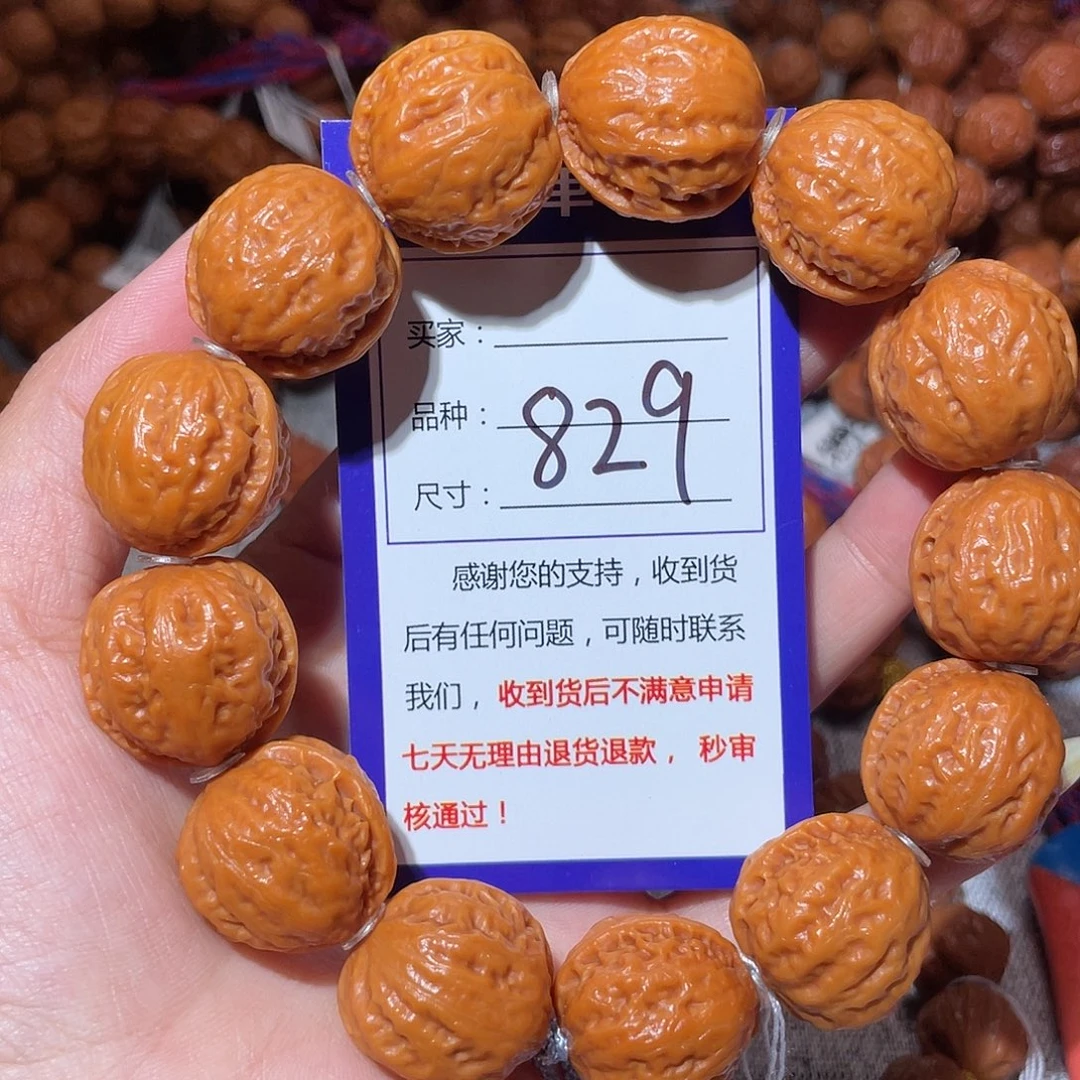 买家：
品种：829
尺寸：
感谢您的支持，收到货
后有任何问题，可随时联系
我们，收到货后不满意申请
七天无理由退货退款， 秒审
核通过！